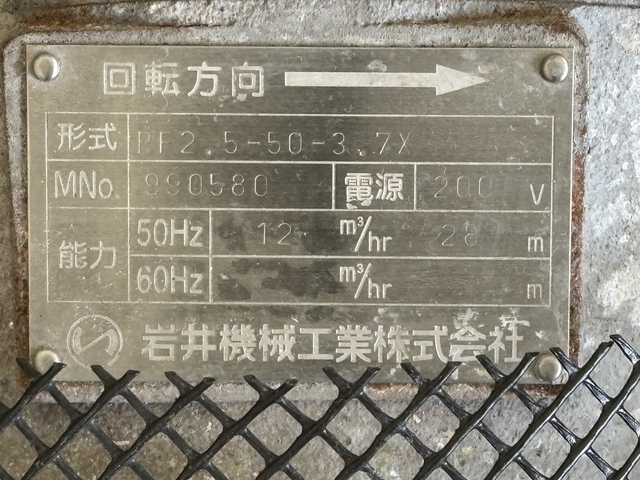 回転方向
形式 PF2.5-50-3.7X
MNo. 990580 電源 200 V
能力 50Hz 12 m³/hr 28 m
60Hz m³/hr m
岩井機械工業株式会社